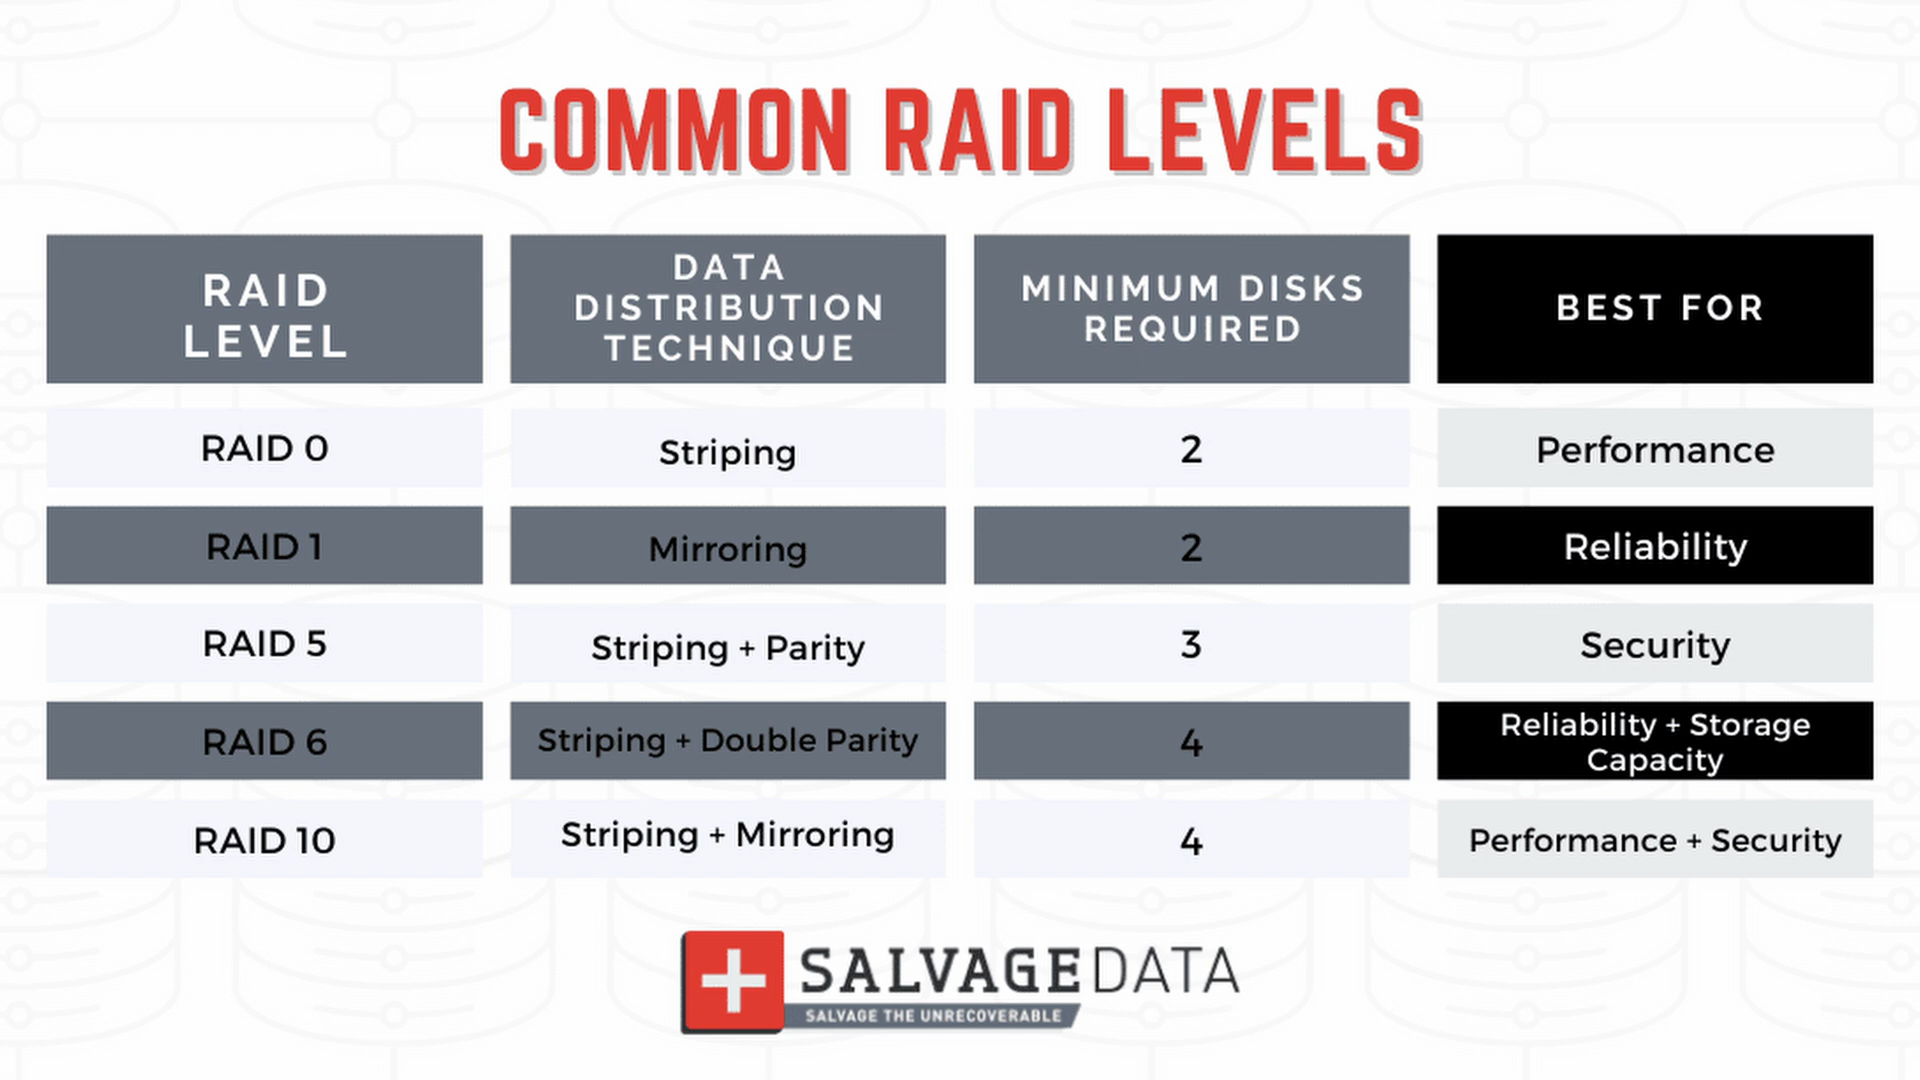 COMMON RAID LEVELS
RAID
LEVEL
DATA
DISTRIBUTION
TECHNIQUE
MINIMUM DISKS
REQUIRED
BEST FOR
RAID 0
Striping
2
Performance
RAID 1
Mirroring
2
Reliability
RAID 5
Striping + Parity
3
Security
RAID 6
Striping + Double Parity
4
Reliability + Storage
Capacity
RAID 10
Striping + Mirroring
4
Performance + Security
SALVAGEDATA
SALVAGE THE UNRECOVERABLE